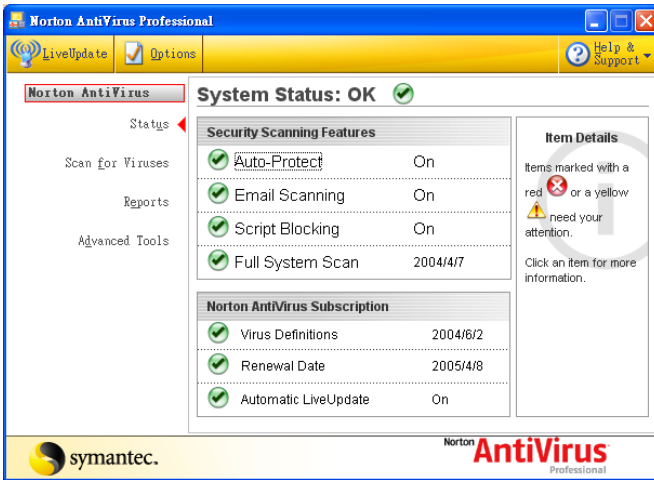 Norton AntiVirus Professional
LiveUpdate
Options
Help &
Support
Norton AntiVirus
Status
Scan for Viruses
Reports
Advanced Tools
System Status: OK
Security Scanning Features
Auto-Protect On
Email Scanning On
Script Blocking On
Full System Scan 2004/4/7
Norton AntiVirus Subscription
Virus Definitions 2004/6/2
Renewal Date 2005/4/8
Automatic LiveUpdate On
Item Details
Items marked with a
red or a yellow
need your
attention.
Click an item for more
information.
symantec.
Norton AntiVirus
Professional